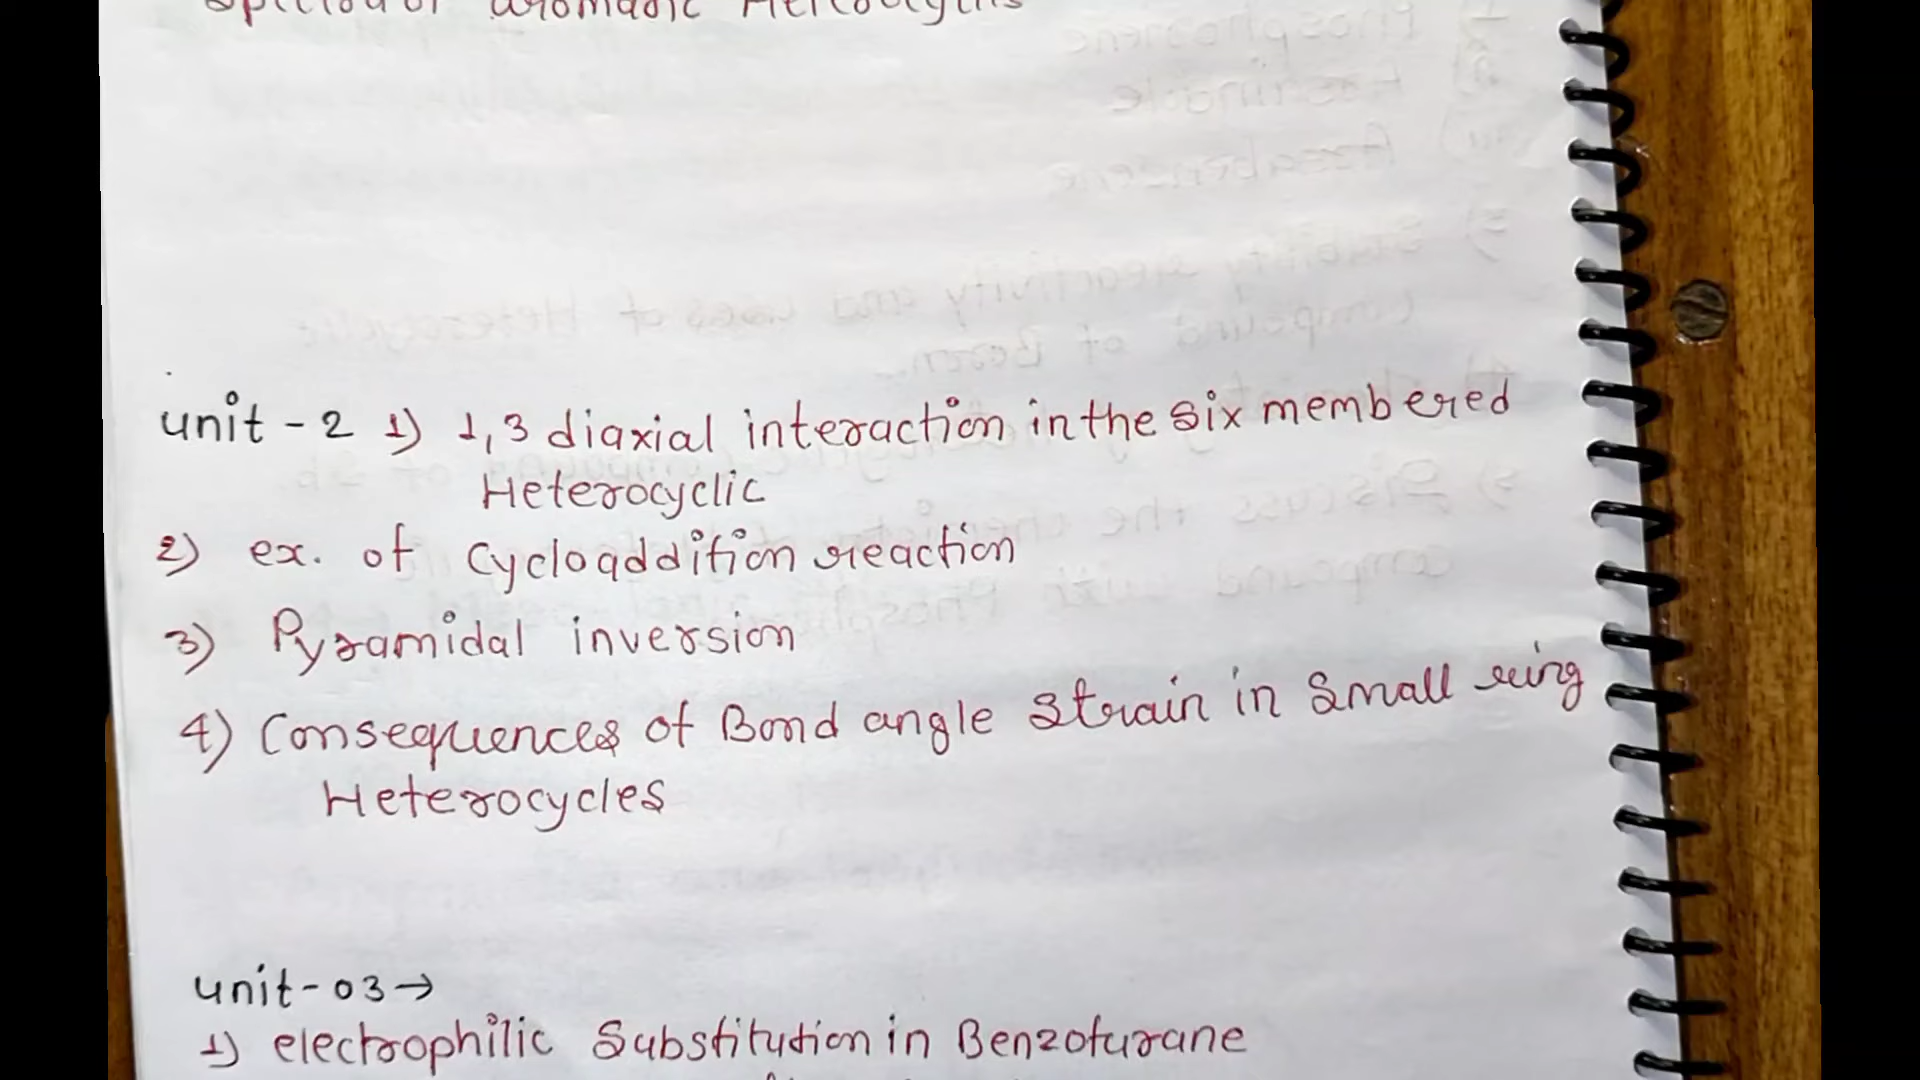 aromatic
unit - 2 1) 1,3 diaxial interaction in the six membered
Heterocyclic
2) ex. of Cycloaddition reaction
3) Pyramidal inversion
4) Consequences of Bond angle Strain in Small ring
Heterocycles
unit-03→
1) electrophilic Substitution in Benzofurane